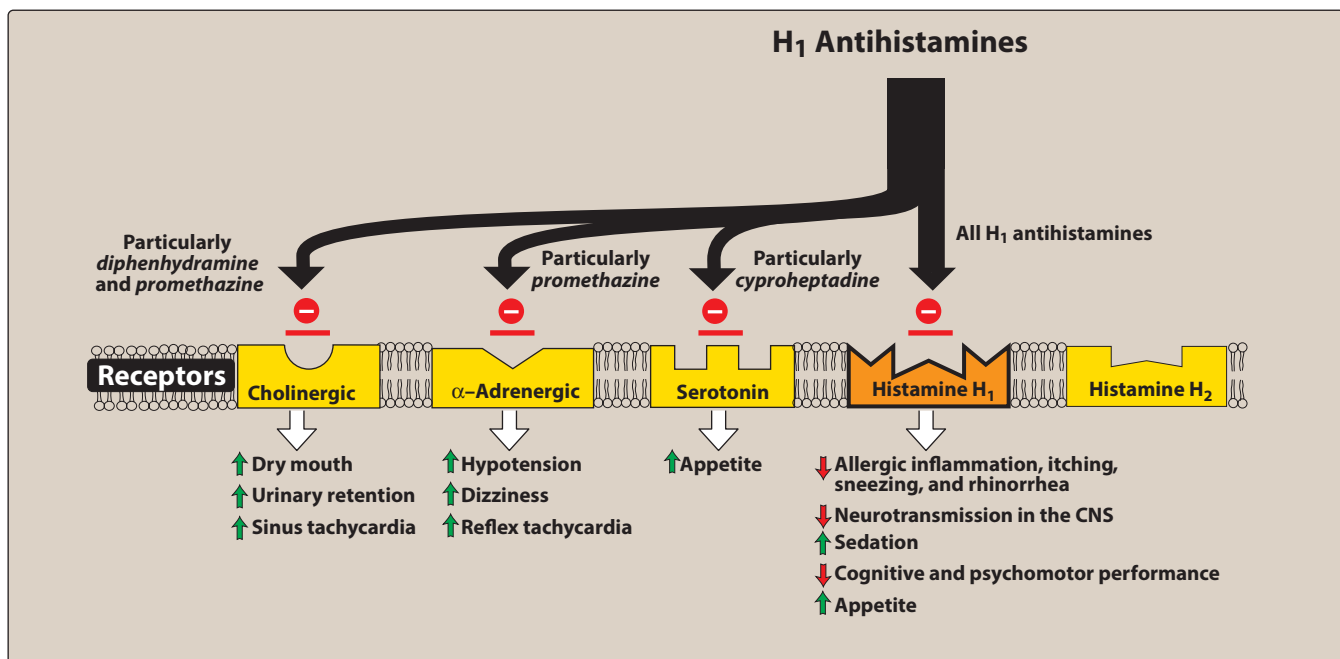 H₁ Antihistamines
Particularly
diphenhydramine
and promethazine
Particularly
promethazine
Particularly
cyproheptadine
All H₁ antihistamines
Receptors
Cholinergic
α–Adrenergic
Serotonin
Histamine H₁
Histamine H₂
Dry mouth
Urinary retention
Sinus tachycardia
Hypotension
Dizziness
Reflex tachycardia
Appetite
Allergic inflammation, itching,
sneezing, and rhinorrhea
Neurotransmission in the CNS
Sedation
Cognitive and psychomotor performance
Appetite